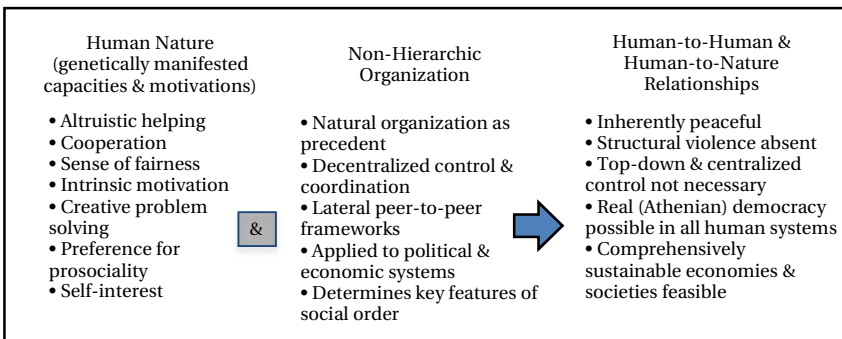 Human Nature
(genetically manifested
capacities & motivations)
• Altruistic helping
• Cooperation
• Sense of fairness
• Intrinsic motivation
• Creative problem
solving
• Preference for
prosociality
• Self-interest
&
Non-Hierarchic
Organization
• Natural organization as
precedent
• Decentralized control &
coordination
• Lateral peer-to-peer
frameworks
• Applied to political &
economic systems
• Determines key features of
social order
Human-to-Human &
Human-to-Nature
Relationships
• Inherently peaceful
• Structural violence absent
• Top-down & centralized
control not necessary
• Real (Athenian) democracy
possible in all human systems
• Comprehensively
sustainable economies &
societies feasible